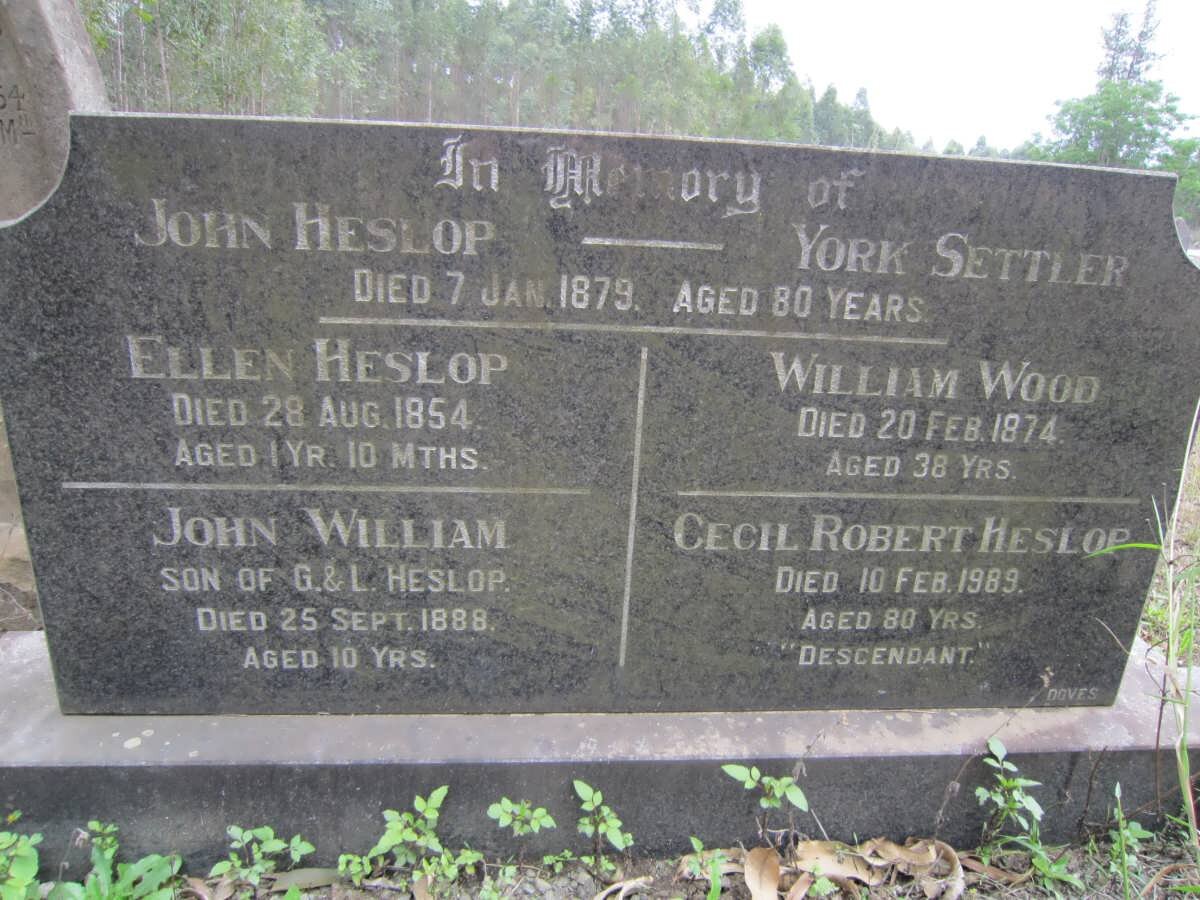 64
M
In Memory of
JOHN HESLOP — YORK SETTLER
DIED 7 JAN. 1879. AGED 80 YEARS.
ELLEN HESLOP
DIED 28 AUG. 1854.
AGED 1 YR. 10 MTHS.
JOHN WILLIAM
SON OF G. & L. HESLOP.
DIED 25 SEPT. 1888.
AGED 10 YRS.
WILLIAM WOOD
DIED 20 FEB. 1874.
AGED 38 YRS.
CECIL ROBERT HESLOP
DIED 10 FEB. 1989.
AGED 80 YRS.
"DESCENDANT."
DOVES